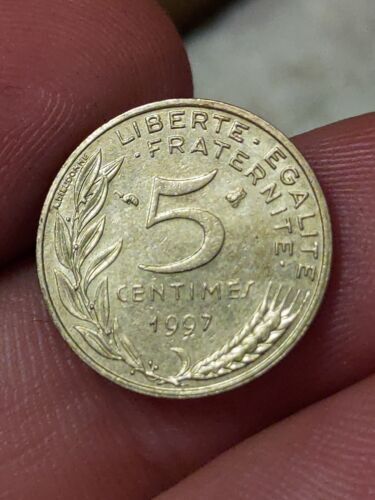 LIBERTE · EGALITE
· FRATERNITE ·
5
CENTIMES
1997